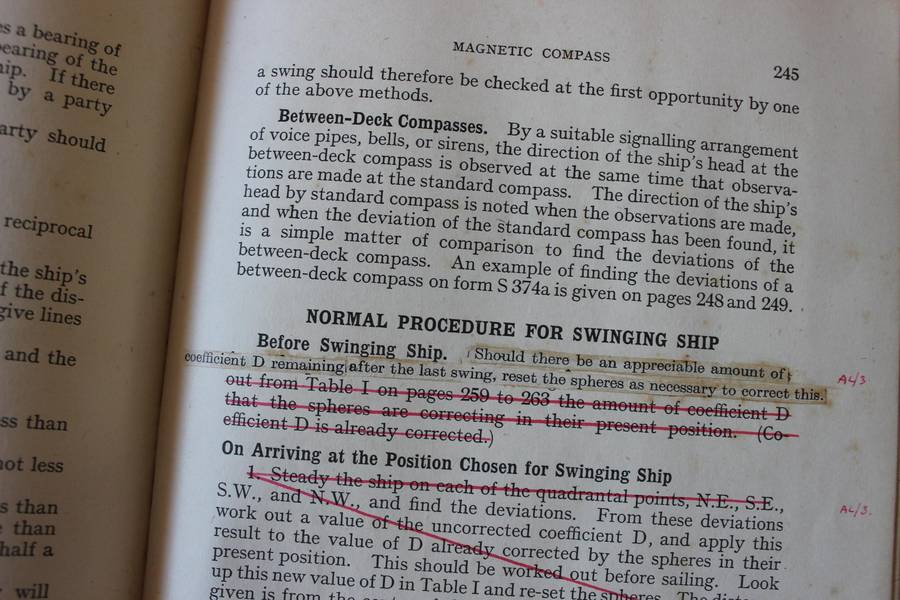 s a bearing of
earing of the
ip. If there
by a party
arty should
reciprocal
the ship's
f the dis-
give lines
and the
ss than
not less
s than
than
half a
will
MAGNETIC COMPASS
245
a swing should therefore be checked at the first opportunity by one
of the above methods.
Between-Deck Compasses. By a suitable signalling arrangement
of voice pipes, bells, or sirens, the direction of the ship's head at the
between-deck compass is observed at the same time that observa-
tions are made at the standard compass. The direction of the ship's
head by standard compass is noted when the observations are made,
and when the deviation of the standard compass has been found, it
is a simple matter of comparison to find the deviations of the
between-deck compass. An example of finding the deviations of a
between-deck compass on form S 374a is given on pages 248 and 249.
NORMAL PROCEDURE FOR SWINGING SHIP
Before Swinging Ship. Should there be an appreciable amount of
coefficient D remaining after the last swing, reset the spheres as necessary to correct this.
AL/3
out from Table I on pages 259 to 263 the amount of coefficient D
that the spheres are correcting in their present position. (Co-
efficient D is already corrected.)
On Arriving at the Position Chosen for Swinging Ship
1. Steady the ship on each of the quadrantal points, N.E., S.E.,
S.W., and N.W., and find the deviations. From these deviations
AL/3.
work out a value of the uncorrected coefficient D, and apply this
result to the value of D already corrected by the spheres in their
present position. This should be worked out before sailing. Look
up this new value of D in Table I and re-set the spheres. The
given is from the